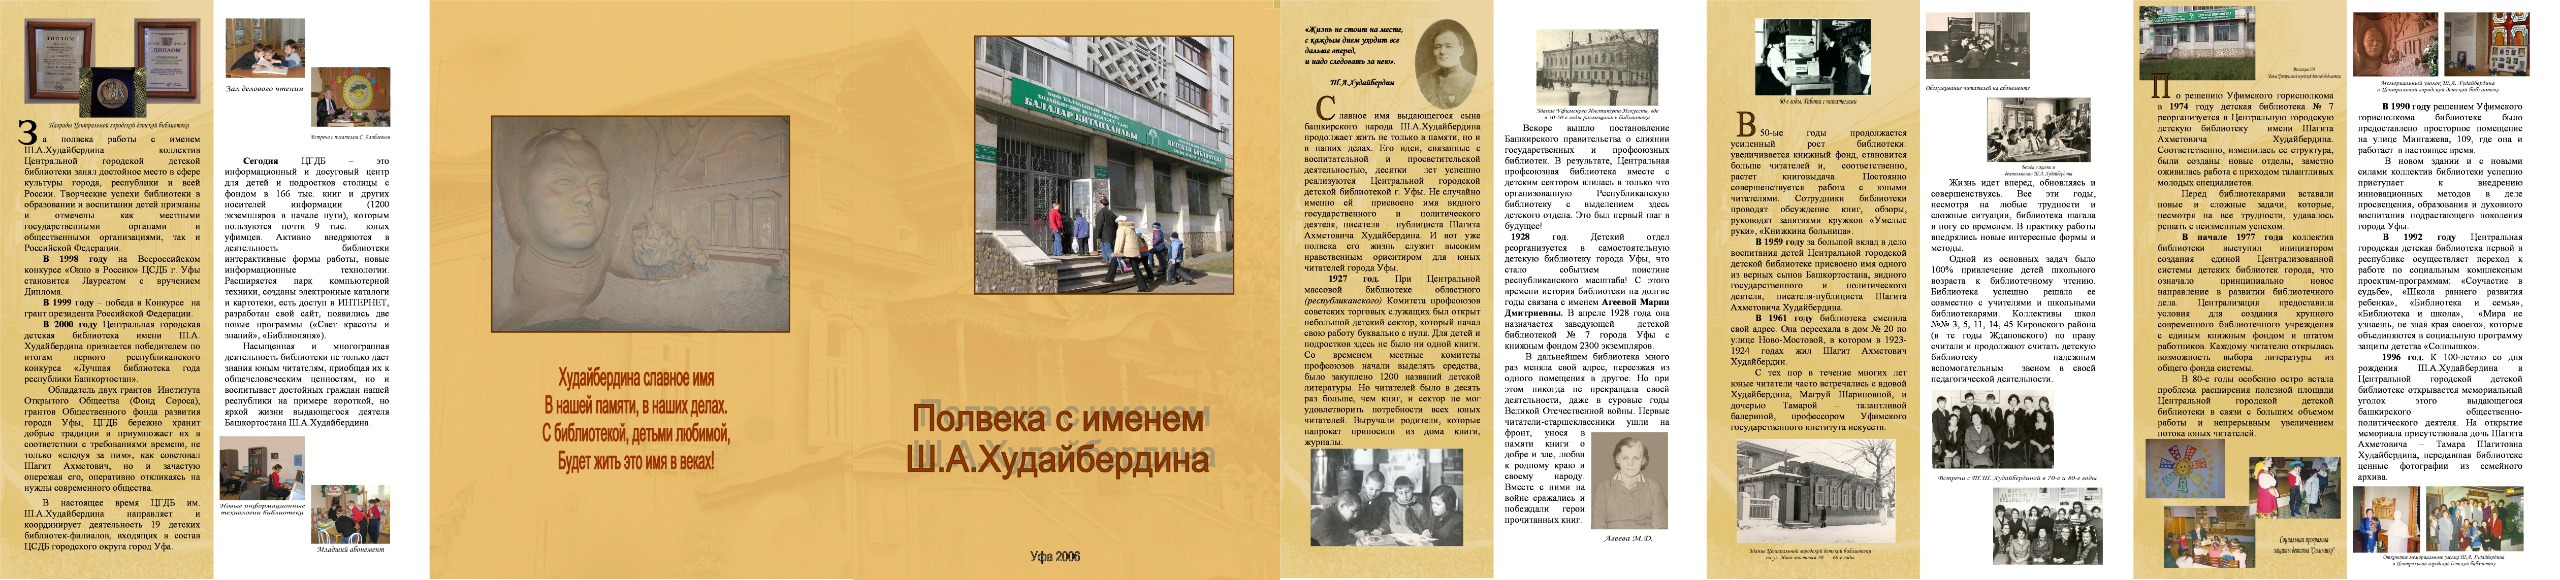 Награды Центральной городской детской библиотеки
За полвека работы с именем
Ш.А.Худайбердина коллектив
Центральной городской детской
библиотеки занял достойное место в сфере
культуры города, республики и всей
России. Творческие успехи библиотеки в
образовании и воспитании детей признаны
и отмечены как местными
государственными органами и
общественными организациями, так и
Российской Федерации.
В 1998 году на Всероссийском
конкурсе «Окно в Россию» ЦСДБ г. Уфы
становится Лауреатом с вручением
Диплома.
В 1999 году – победа в Конкурсе на
грант президента Российской Федерации.
В 2000 году Центральная городская
детская библиотека имени Ш.А.
Худайбердина признается победителем по
итогам первого республиканского
конкурса «Лучшая библиотека года
республики Башкортостан».
Обладатель двух грантов Института
Открытого Общества (Фонд Сороса),
грантов Общественного фонда развития
города Уфы, ЦГДБ бережно хранит
добрые традиции и приумножает их в
соответствии с требованиями времени, не
только «следуя за ним», как советовал
Шагит Ахметович, но и зачастую
опережая его, оперативно откликаясь на
нужды современного общества.
В настоящее время ЦГДБ им.
Ш.А.Худайбердина направляет и
координирует деятельность 19 детских
библиотек-филиалов, входящих в состав
ЦСДБ городского округа город Уфа.
Зал делового чтения
Сегодня ЦГДБ – это
информационный и досуговый центр
для детей и подростков столицы с
фондом в 166 тыс. книг и других
носителей информации (1200
экземпляров в начале пути), которым
пользуются почти 9 тыс. юных
уфимцев. Активно внедряются в
деятельность библиотеки
интерактивные формы работы, новые
информационные технологии.
Расширяется парк компьютерной
техники, созданы электронные каталоги
и картотеки, есть доступ в ИНТЕРНЕТ,
разработан свой сайт, появились две
новые программы («Свет красоты и
знаний», «Библионяня»).
Насыщенная и многогранная
деятельность библиотеки не только дает
знания юным читателям, приобщая их к
общечеловеческим ценностям, но и
воспитывает достойных граждан нашей
республики на примере короткой, но
яркой жизни выдающегося деятеля
Башкортостана Ш.А.Худайбердина.
Новые информационные
технологии библиотеки
Младший абонемент
Худайбердина славное имя
В нашей памяти, в наших делах.
С библиотекой, детьми любимой,
Будет жить это имя в веках!
БАЛАЛАР КИТАПХАНАҺЫ
Полвека с именем
Ш.А.Худайбердина
Уфа 2006
«Жизнь не стоит на месте,
с каждым днем уходит все
дальше вперед,
и надо следовать за нею».
Ш.А.Худайбердин
Славное имя выдающегося сына
башкирского народа Ш.А.Худайбердина
продолжает жить не только в памяти, но и
в наших делах. Его идеи, связанные с
воспитательной и просветительской
деятельностью, десятки лет успешно
реализуются Центральной городской
детской библиотекой г. Уфы. Не случайно
именно ей присвоено имя видного
государственного и политического
деятеля, писателя - публициста Шагита
Ахметовича Худайбердина. И вот уже
полвека его жизнь служит высоким
нравственным ориентиром для юных
читателей города Уфы.
1927 год. При Центральной
массовой библиотеке областного
(республиканского) Комитета профсоюзов
советских торговых служащих был открыт
небольшой детский сектор, который начал
свою работу буквально с нуля. Для детей и
подростков здесь не было ни одной книги.
Со временем местные комитеты
профсоюзов начали выделять средства,
было закуплено 1200 названий детской
литературы. Но читателей было в десять
раз больше, чем книг, и сектор не мог
удовлетворить потребности всех юных
читателей. Выручали родители, которые
напрокат приносили из дома книги,
журналы.
Здание Уфимского Института Искусств, где
в 30-50-е годы размещалась библиотека
Вскоре вышло постановление
Башкирского правительства о слиянии
государственных и профсоюзных
библиотек. В результате, Центральная
профсоюзная библиотека вместе с
детским сектором влилась в только что
организованную Республиканскую
библиотеку с выделением здесь
детского отдела. Это был первый шаг в
будущее!
1928 год. Детский отдел
реорганизуется в самостоятельную
детскую библиотеку города Уфы, что
стало событием поистине
республиканского масштаба! С этого
времени история библиотеки на долгие
годы связана с именем Агеевой Марии
Дмитриевны. В апреле 1928 года она
назначается заведующей детской
библиотекой № 7 города Уфы с
книжным фондом 2300 экземпляров.
В дальнейшем библиотека много
раз меняла свой адрес, переезжая из
одного помещения в другое. Но при
этом никогда не прекращала своей
деятельности, даже в суровые годы
Великой Отечественной войны. Первые
читатели-старшеклассники ушли на
фронт, унося в
памяти книги о
добре и зле, любви
к родному краю и
своему народу.
Вместе с ними на
войне сражались и
побеждали герои
прочитанных книг.
Агеева М.Д.
50-е годы. Работа с читателями
В 50-ые годы продолжается
усиленный рост библиотеки:
увеличивается книжный фонд, становится
больше читателей и, соответственно,
растет книговыдача. Постоянно
совершенствуется работа с юными
читателями. Сотрудники библиотеки
проводят обсуждение книг, обзоры,
руководят занятиями кружков «Умелые
руки», «Книжкина больница».
В 1959 году за большой вклад в дело
воспитания детей Центральной городской
детской библиотеке присвоено имя одного
из верных сынов Башкортостана, видного
государственного и политического
деятеля, писателя-публициста Шагита
Ахметовича Худайбердина.
В 1961 году библиотека сменила
свой адрес. Она переехала в дом № 20 по
улице Ново-Мостовой, в котором в 1923-
1924 годах жил Шагит Ахметович
Худайбердин.
С тех пор в течение многих лет
юные читатели часто встречались с вдовой
Худайбердина, Магруй Шариповной, и
дочерью Тамарой – талантливой
балериной, профессором Уфимского
государственного института искусств.
Здание Центральной городской детской библиотеки
Обслуживание читателей на абонементе
Жизнь идет вперед, обновляясь и
совершенствуясь. Все эти годы,
несмотря на любые трудности и
сложные ситуации, библиотека шагала
в ногу со временем. В практику работы
внедрялись новые интересные формы и
методы.
Одной из основных задач было
100% привлечение детей школьного
возраста к библиотечному чтению.
Библиотека успешно решала ее
совместно с учителями и школьными
библиотекарями. Коллективы школ
№№ 3, 5, 11, 14, 45 Кировского района
(в те годы Ждановского) по праву
считали и продолжают считать детскую
библиотеку надежным
вспомогательным звеном в своей
педагогической деятельности.
Встречи с Т.Ш. Худайбердиной в 70-е и 80-е годы
По решению Уфимского горисполкома
в 1974 году детская библиотека № 7
реорганизуется в Центральную городскую
детскую библиотеку имени Шагита
Ахметовича Худайбердина.
Соответственно, изменилась ее структура,
были созданы новые отделы, заметно
оживилась работа с приходом талантливых
молодых специалистов.
Перед библиотекарями вставали
новые и сложные задачи, которые,
несмотря на все трудности, удавалось
решать с неизменным успехом.
В начале 1977 года коллектив
библиотеки выступил инициатором
создания единой Централизованной
системы детских библиотек города, что
означало принципиально новое
направление в развитии библиотечного
дела. Централизация предоставила
условия для создания крупного
современного библиотечного учреждения
с единым книжным фондом и штатом
работников. Каждому читателю открылась
возможность выбора литературы из
общего фонда системы.
В 80-е годы особенно остро встала
проблема расширения полезной площади
Центральной городской детской
библиотеки в связи с большим объемом
работы и непрерывным увеличением
потока юных читателей.
Социальная программа
защиты детства "Солнышко"
Мемориальный уголок Ш.А. Худайбердина
в Центральной городской детской библиотеке
В 1990 году решением Уфимского
горисполкома библиотеке было
предоставлено просторное помещение
на улице Мингажева, 109, где она и
работает в настоящее время.
В новом здании и с новыми
силами коллектив библиотеки успешно
приступает к внедрению
инновационных методов в деле
просвещения, образования и духовного
воспитания подрастающего поколения
города Уфы.
В 1992 году Центральная
городская детская библиотека первой в
республике осуществляет переход к
работе по социальным комплексным
проектам-программам: «Соучастие в
судьбе», «Школа раннего развития
ребенка», «Библиотека и семья»,
«Библиотека и школа», «Мира не
узнаешь, не зная края своего», которые
объединяются в социальную программу
защиты детства «Солнышко».
1996 год. К 100-летию со дня
рождения Ш.А.Худайбердина в
Центральной городской детской
библиотеке открывается мемориальный
уголок этого выдающегося
башкирского общественно-
политического деятеля. На открытие
мемориала присутствовала дочь Шагита
Ахметовича – Тамара Шагитовна
Худайбердина, передавшая библиотеке
ценные фотографии из семейного
архива.
Открытие мемориального уголка Ш.А. Худайбердина
в Центральной городской детской библиотеке